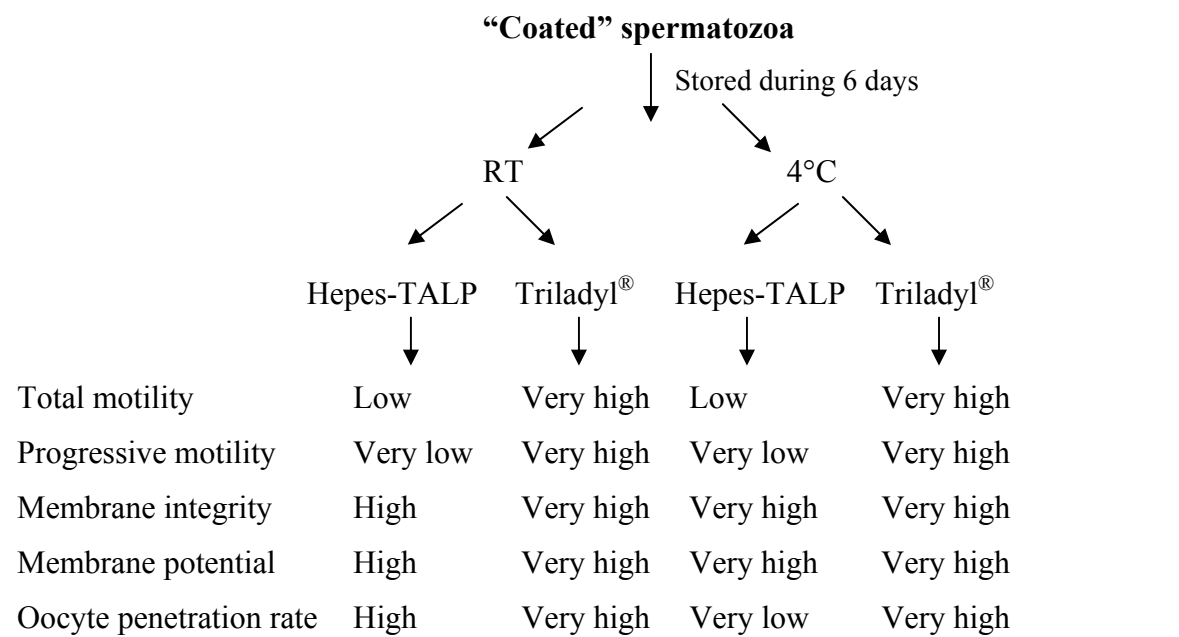 “Coated” spermatozoa
Stored during 6 days
RT 4°C
Hepes-TALP Triladyl® Hepes-TALP Triladyl®
Total motility Low Very high Low Very high
Progressive motility Very low Very high Very low Very high
Membrane integrity High Very high Very high Very high
Membrane potential High Very high Very high Very high
Oocyte penetration rate High Very high Very low Very high